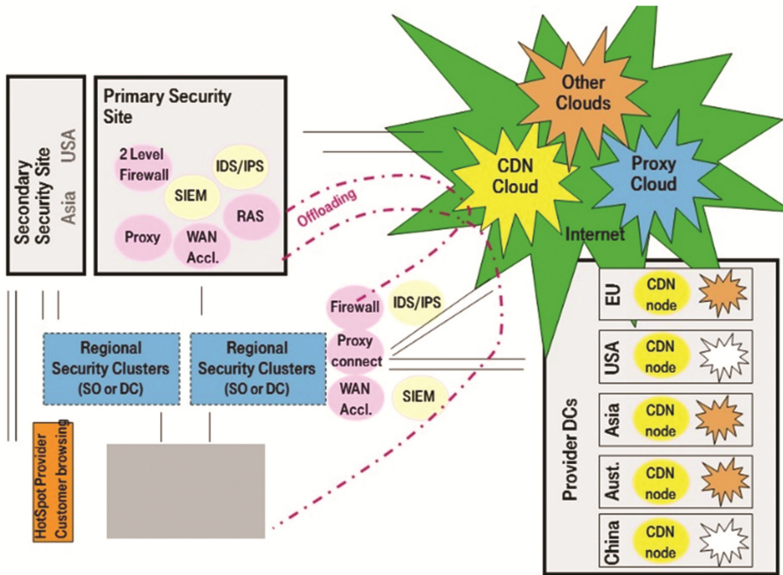 Secondary
Security Site
Asia USA
Primary Security
Site
2 Level
Firewall
IDS/IPS
SIEM
RAS
Proxy
WAN
Accl.
Offloading
Other
Clouds
CDN
Cloud
Proxy
Cloud
Internet
Regional
Security Clusters
(SO or DC)
Regional
Security Clusters
(SO or DC)
Firewall
IDS/IPS
Proxy
connect
WAN
Accl.
SIEM
HotSpot Provider
Customer browsing
Provider DCs
EU
CDN
node
USA
CDN
node
Asia
CDN
node
Aust.
CDN
node
China
CDN
node